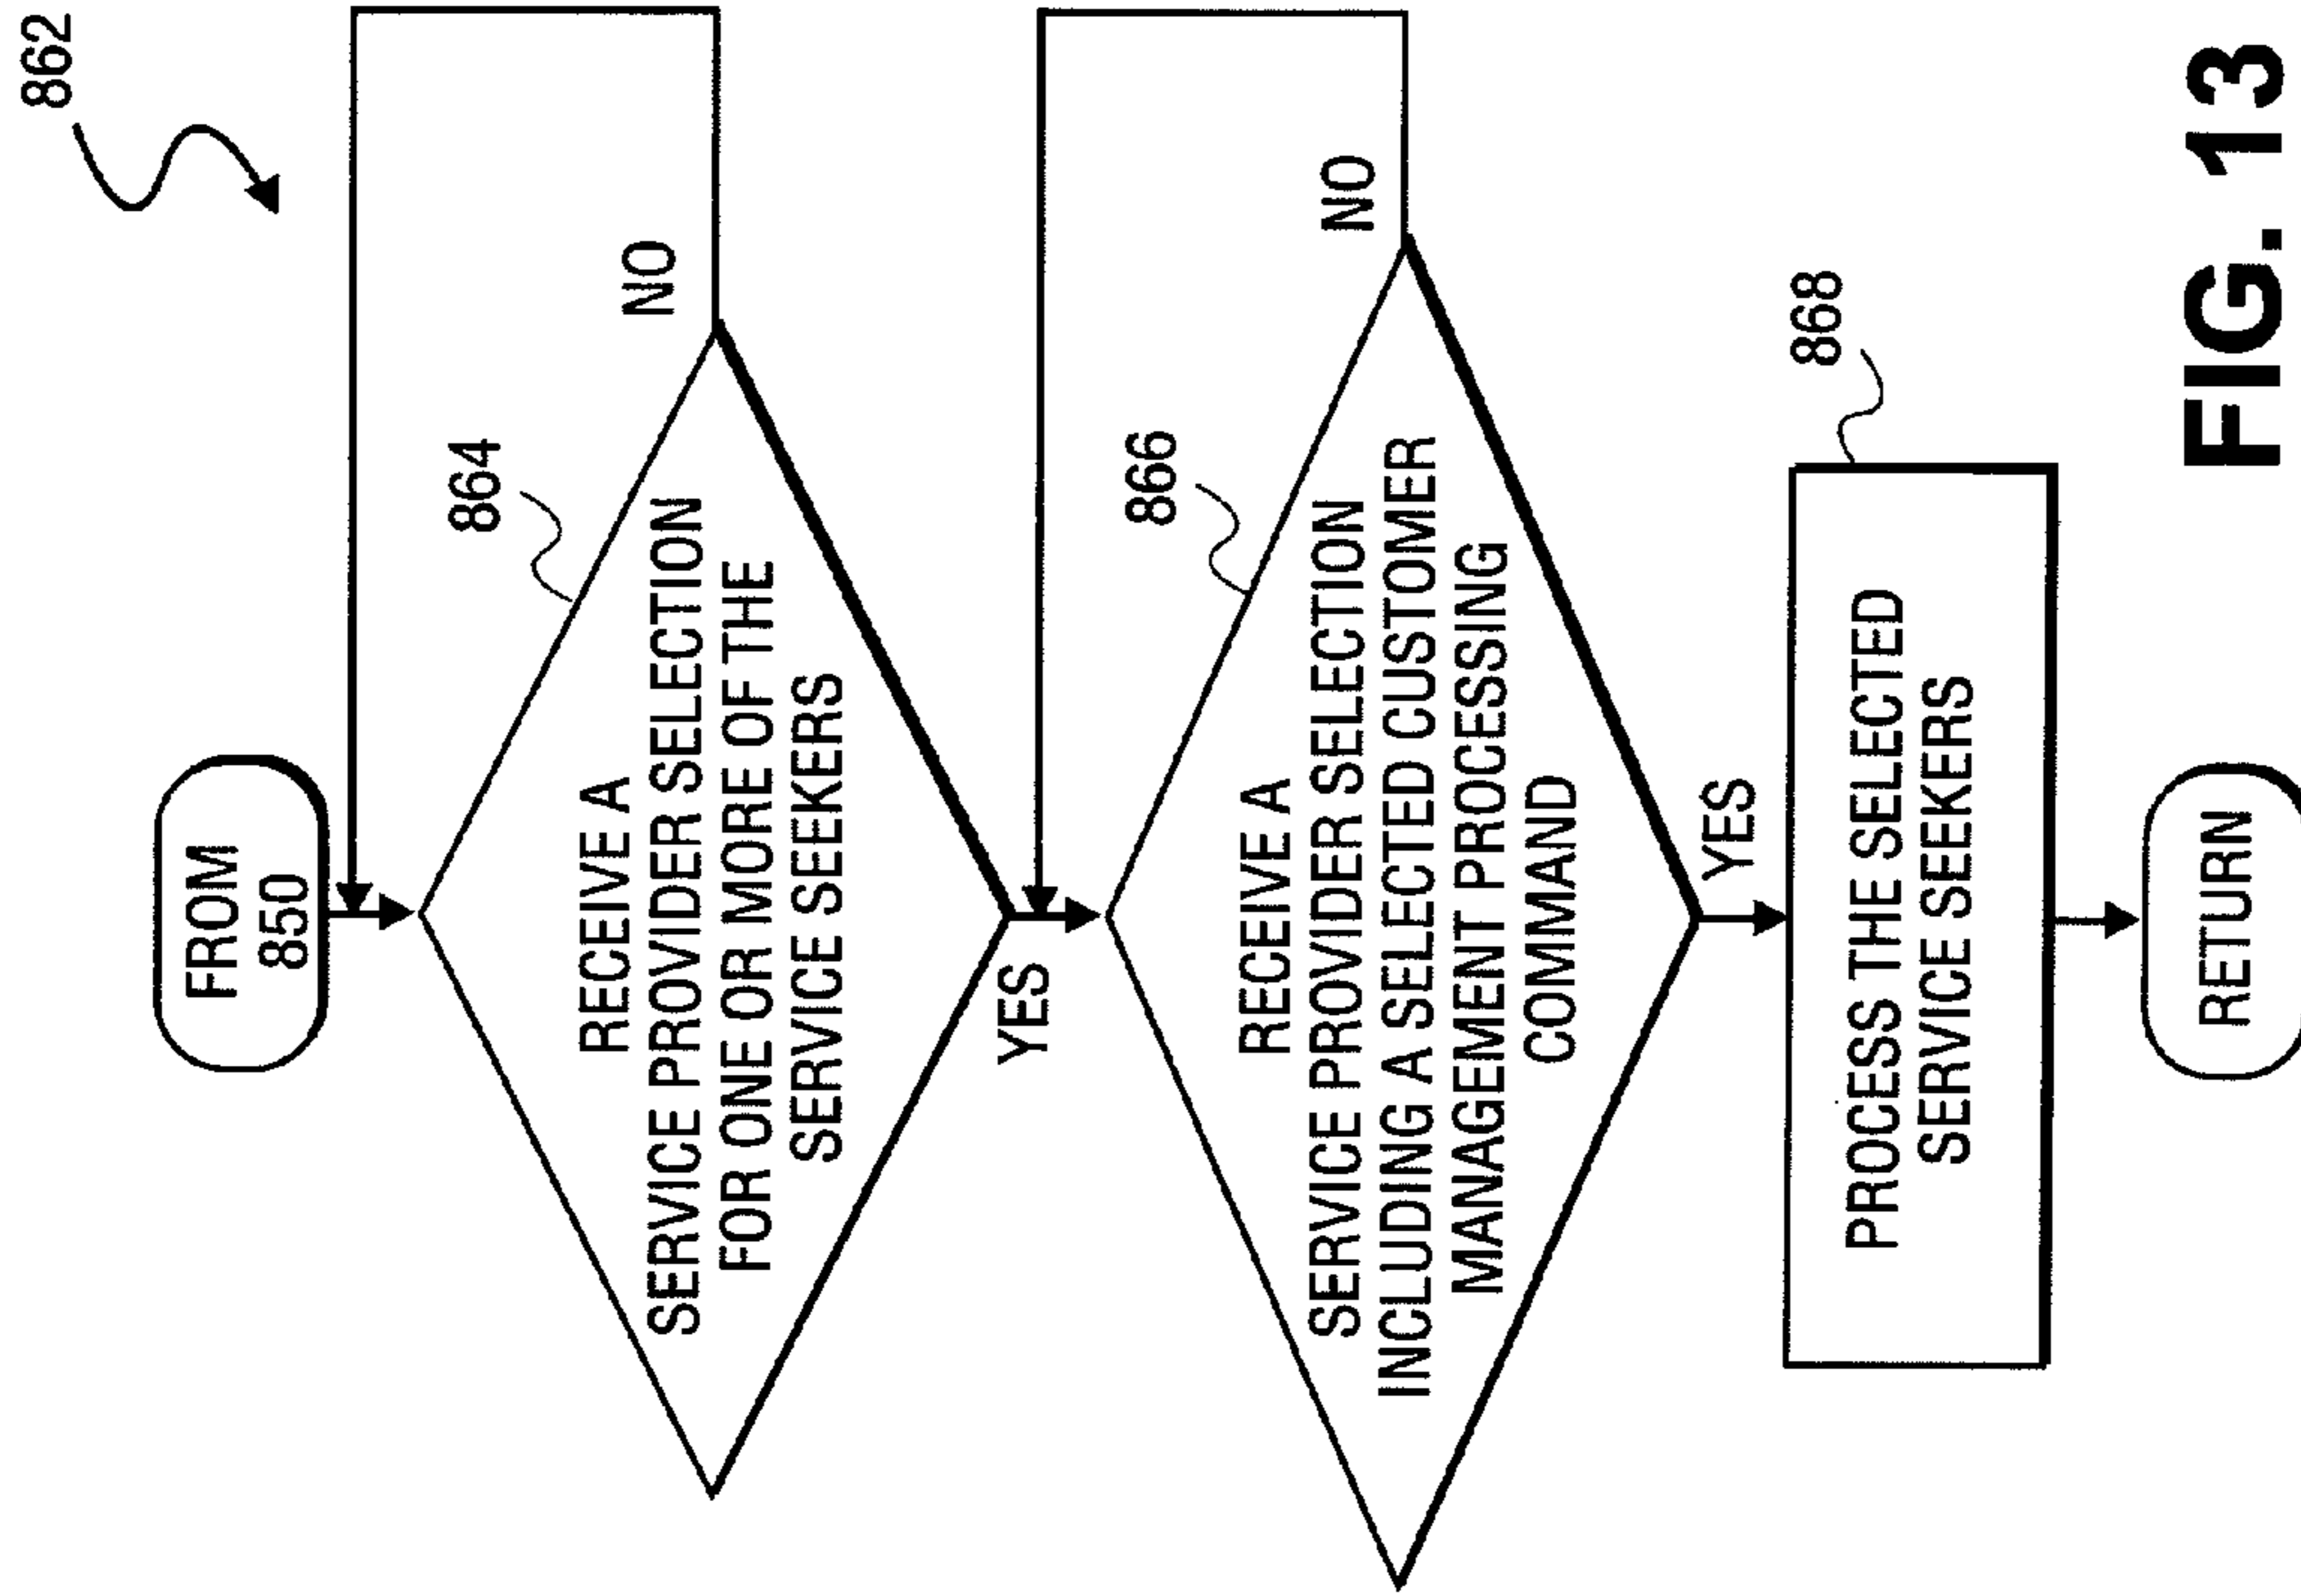 862
FROM
850
864
RECEIVE A
SERVICE PROVIDER SELECTION
FOR ONE OR MORE OF THE
SERVICE SEEKERS
NO
YES
866
RECEIVE A
SERVICE PROVIDER SELECTION
INCLUDING A SELECTED CUSTOMER
MANAGEMENT PROCESSING
COMMAND
NO
YES
868
PROCESS THE SELECTED
SERVICE SEEKERS
RETURN
FIG. 13